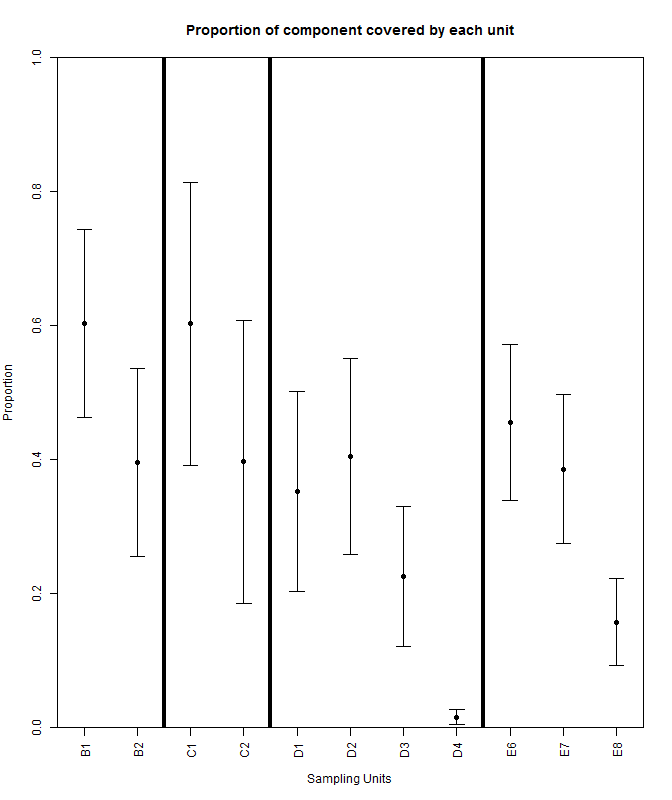 Proportion of component covered by each unit
1.0
0.8
0.6
0.4
0.2
0.0
Proportion
B1 B2 C1 C2 D1 D2 D3 D4 E6 E7 E8
Sampling Units